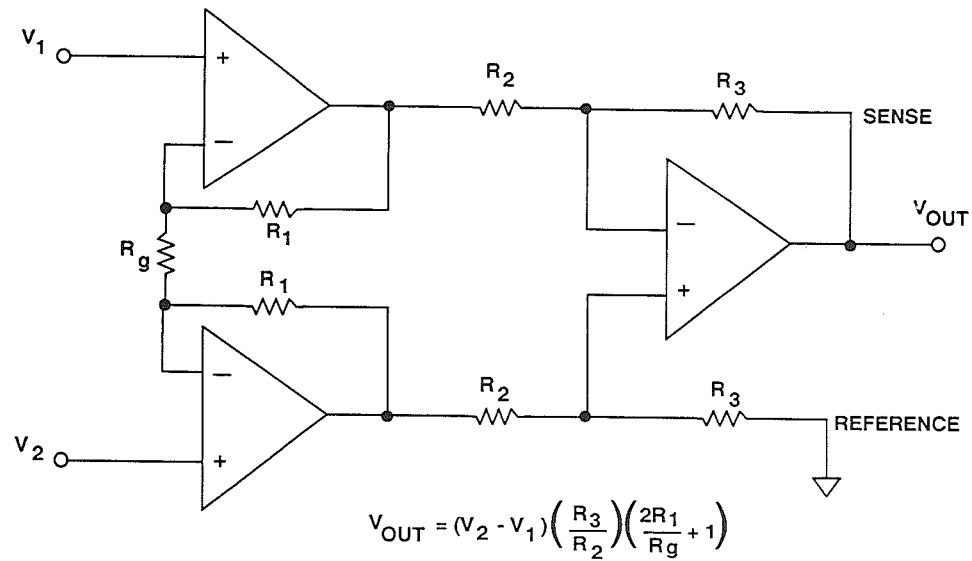 V1
+
−
R2
R3
SENSE
R1
Rg
−
VOUT
R1
+
−
R2
R3
REFERENCE
V2
+
VOUT = (V2 - V1) (R3/R2) (2R1/Rg + 1)